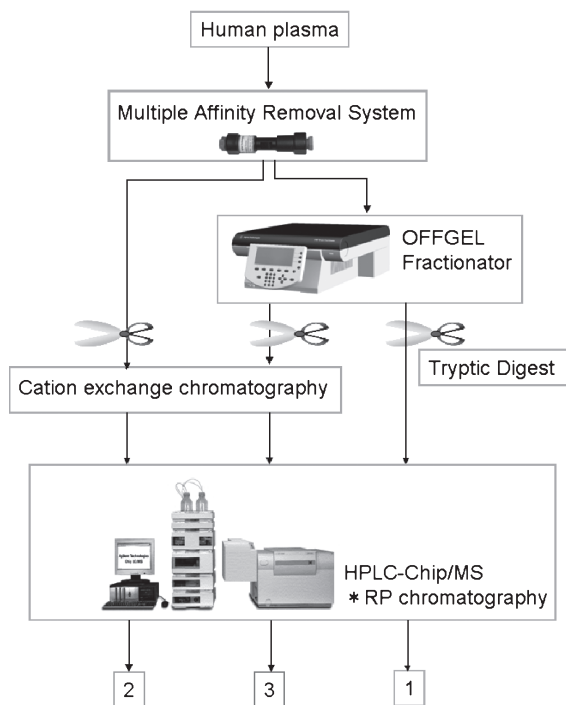 Human plasma
Multiple Affinity Removal System
OFFGEL
Fractionator
Tryptic Digest
Cation exchange chromatography
HPLC-Chip/MS
* RP chromatography
2
3
1